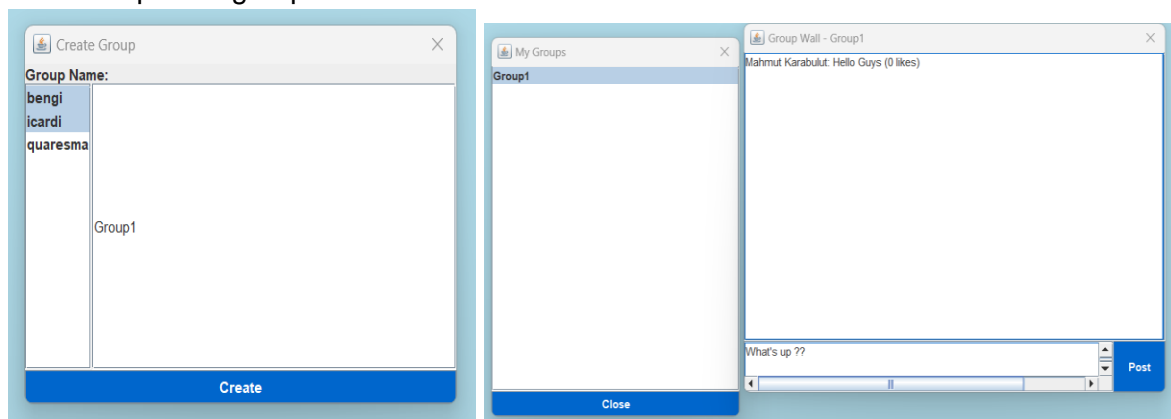 Create Group
Group Name:
bengi
icardi
quaresma
Group1
Create
My Groups
Group1
Close
Group Wall - Group1
Mahmut Karabulut: Hello Guys (0 likes)
What's up ??
Post